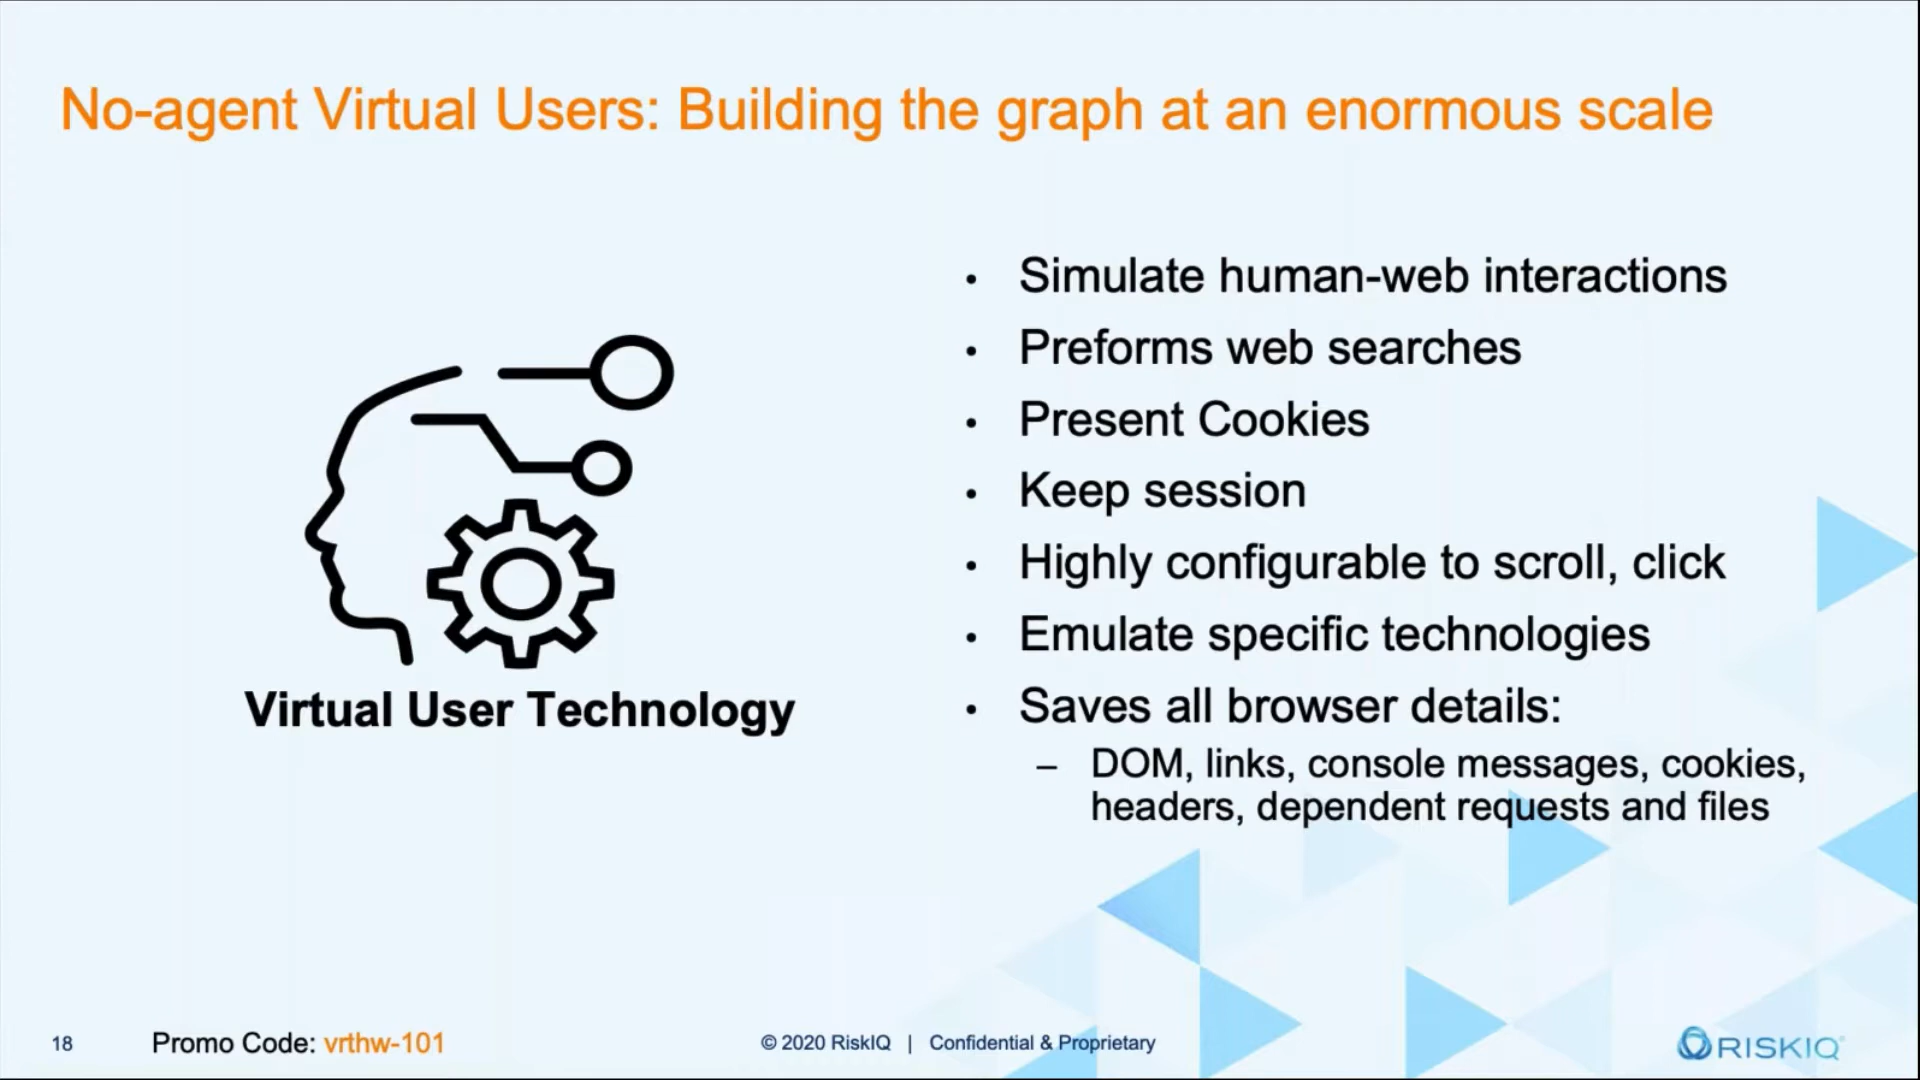 No-agent Virtual Users: Building the graph at an enormous scale
• Simulate human-web interactions
• Preforms web searches
• Present Cookies
• Keep session
• Highly configurable to scroll, click
• Emulate specific technologies
• Saves all browser details:
– DOM, links, console messages, cookies,
headers, dependent requests and files
Virtual User Technology
18
Promo Code: vrthw-101
© 2020 RiskIQ | Confidential & Proprietary
RISKIQ®